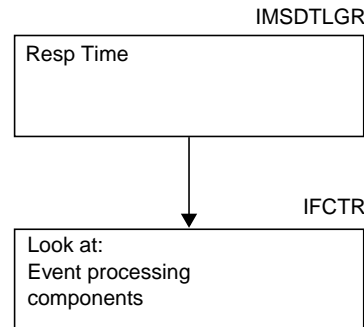 IMSDTLGR
Resp Time
IFCTR
Look at:
Event processing
components